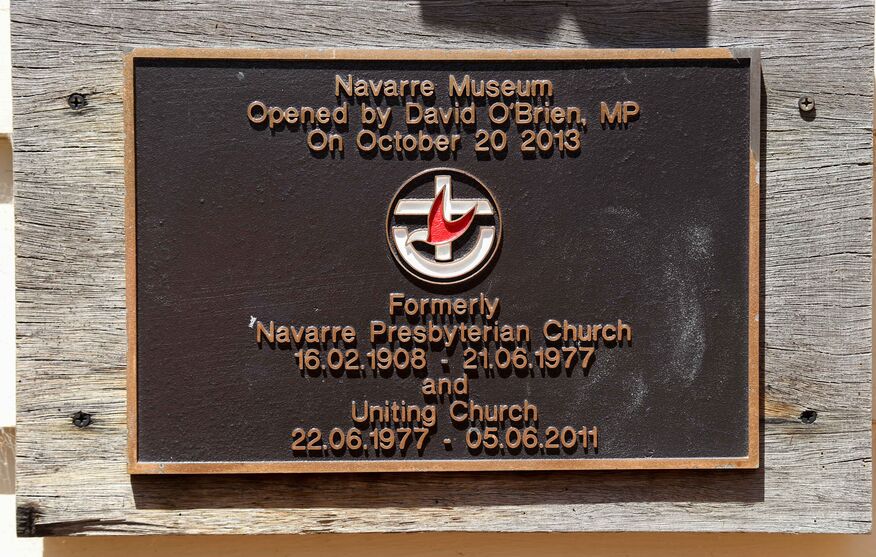 Navarre Museum
Opened by David O'Brien, MP
On October 20 2013
Formerly
Navarre Presbyterian Church
16.02.1908 - 21.06.1977
and
Uniting Church
22.06.1977 - 05.06.2011